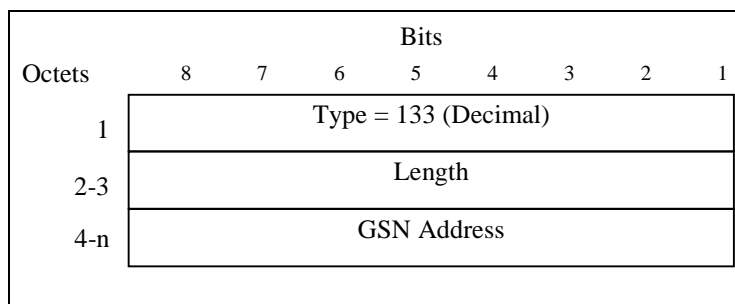 Bits
Octets 8 7 6 5 4 3 2 1
1 Type = 133 (Decimal)
2-3 Length
4-n GSN Address